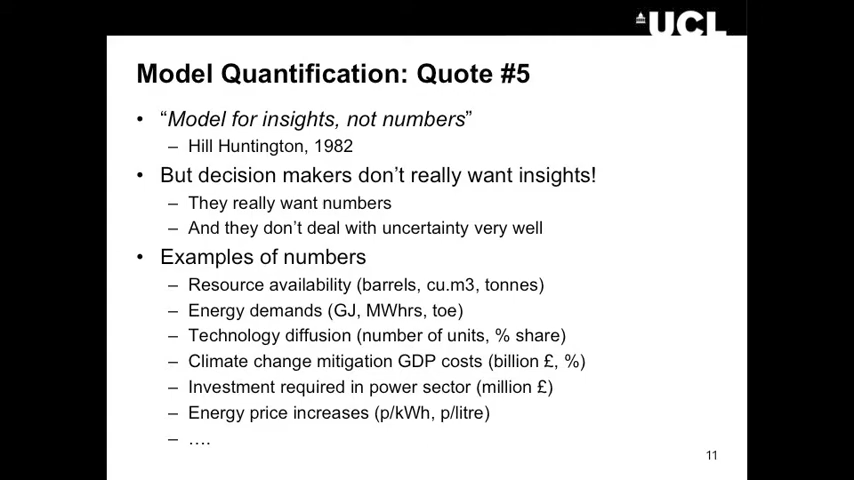 UCL
Model Quantification: Quote #5
• “Model for insights, not numbers”
– Hill Huntington, 1982
• But decision makers don’t really want insights!
– They really want numbers
– And they don’t deal with uncertainty very well
• Examples of numbers
– Resource availability (barrels, cu.m3, tonnes)
– Energy demands (GJ, MWhrs, toe)
– Technology diffusion (number of units, % share)
– Climate change mitigation GDP costs (billion £, %)
– Investment required in power sector (million £)
– Energy price increases (p/kWh, p/litre)
– ….
11